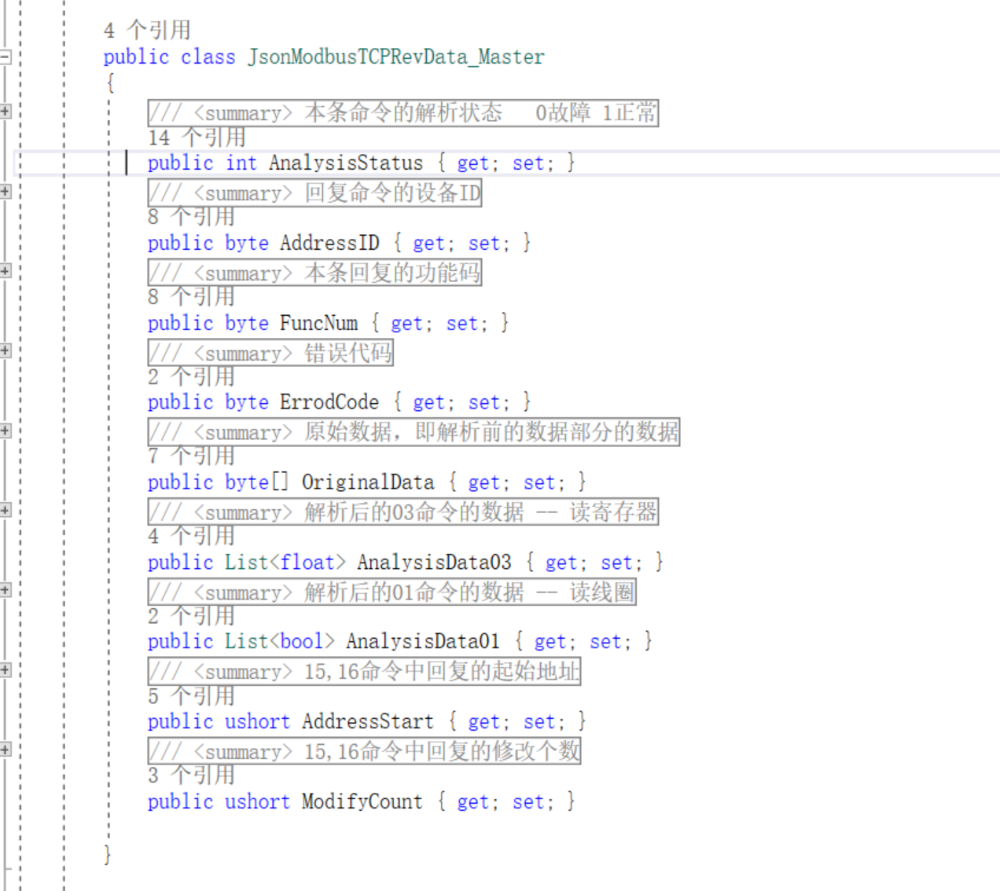 4 个引用
public class JsonModbusTCPRevData_Master
{
/// <summary> 本条命令的解析状态   0故障 1正常
14 个引用
public int AnalysisStatus { get; set; }
/// <summary> 回复命令的设备ID
8 个引用
public byte AddressID { get; set; }
/// <summary> 本条回复的功能码
8 个引用
public byte FuncNum { get; set; }
/// <summary> 错误代码
2 个引用
public byte ErrodCode { get; set; }
/// <summary> 原始数据，即解析前的数据部分的数据
7 个引用
public byte[] OriginalData { get; set; }
/// <summary> 解析后的03命令的数据 -- 读寄存器
4 个引用
public List<float> AnalysisData03 { get; set; }
/// <summary> 解析后的01命令的数据 -- 读线圈
2 个引用
public List<bool> AnalysisData01 { get; set; }
/// <summary> 15,16命令中回复的起始地址
5 个引用
public ushort AddressStart { get; set; }
/// <summary> 15,16命令中回复的修改个数
3 个引用
public ushort ModifyCount { get; set; }
}